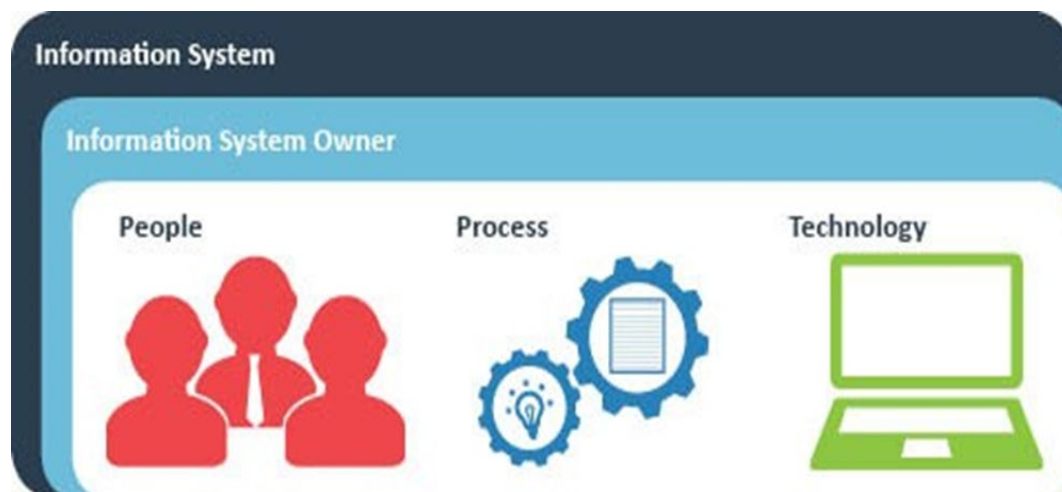 Information System
Information System Owner
People
Process
Technology